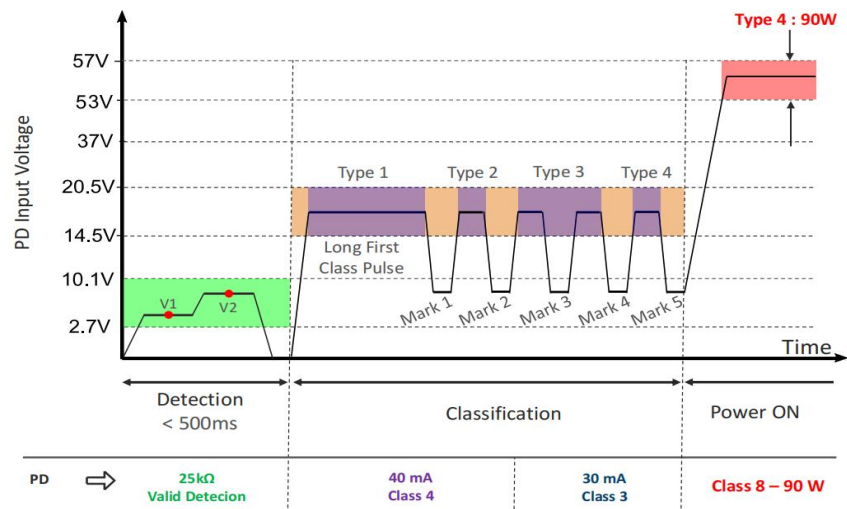 Type 4 : 90W
57V
53V
37V
20.5V
14.5V
10.1V
2.7V
PD Input Voltage
Type 1
Type 2
Type 3
Type 4
Long First
Class Pulse
V1
V2
Mark 1
Mark 2
Mark 3
Mark 4
Mark 5
Time
Detection
< 500ms
Classification
Power ON
PD
25kΩ
Valid Detecion
40 mA
Class 4
30 mA
Class 3
Class 8 – 90 W